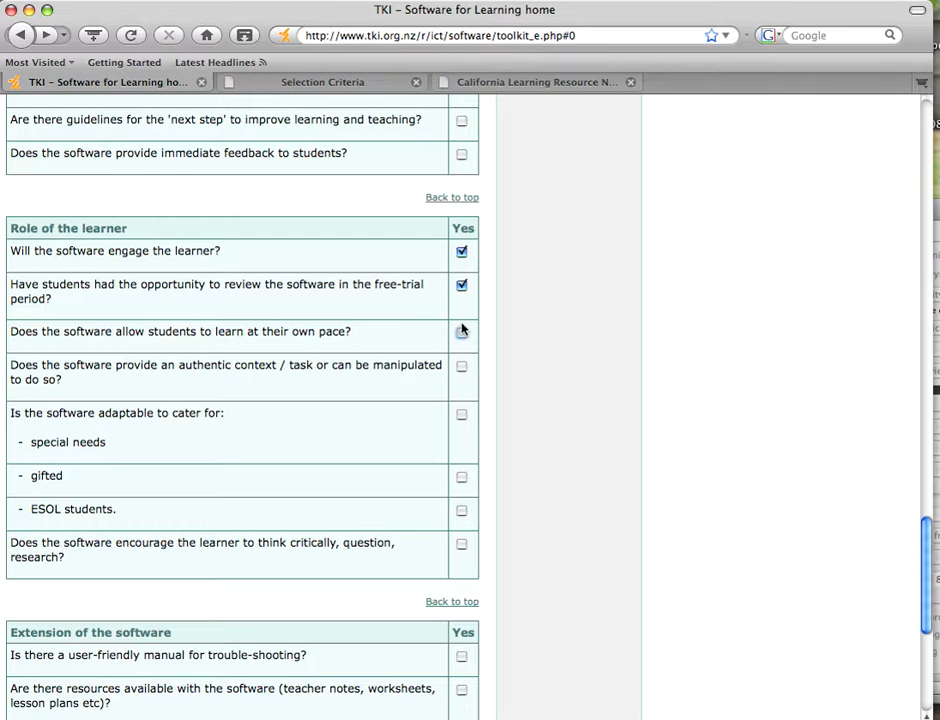 TKI – Software for Learning home
http://www.tki.org.nz/r/ict/software/toolkit_e.php#0
Google
Most Visited
Getting Started
Latest Headlines
TKI – Software for Learning ho...
Selection Criteria
California Learning Resource N...
Are there guidelines for the 'next step' to improve learning and teaching?
Does the software provide immediate feedback to students?
Back to top
Role of the learner Yes
Will the software engage the learner?
Have students had the opportunity to review the software in the free-trial
period?
Does the software allow students to learn at their own pace?
Does the software provide an authentic context / task or can be manipulated
to do so?
Is the software adaptable to cater for:
- special needs
- gifted
- ESOL students.
Does the software encourage the learner to think critically, question,
research?
Back to top
Extension of the software Yes
Is there a user-friendly manual for trouble-shooting?
Are there resources available with the software (teacher notes, worksheets,
lesson plans etc)?